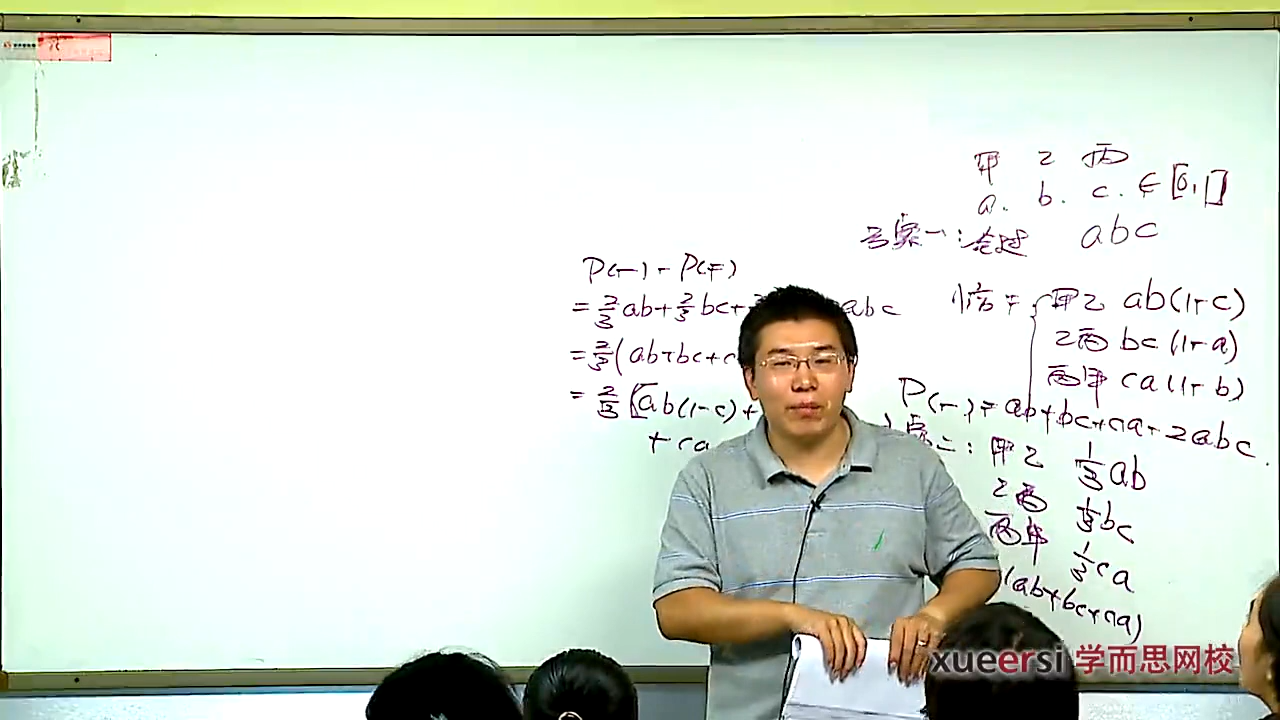 甲 乙 丙
a. b. c. ∈ [0,1]
方案一: 全过 abc
P(一) - P(二)
= 2/3 ab + 2/3 bc +
abc
= 2/3 (ab+bc+c
= 2/3 [ab(1-c) +
+ ca
恰干 { 甲乙 ab(1-c)
乙丙 bc(1-a)
丙甲 ca(1-b)
P(一) = ab+bc+ca-2abc.
案二: 甲乙 1/3 ab
乙丙 1/3 bc
丙甲 1/3 ca
(ab+bc+ca)
xueersi 学而思网校